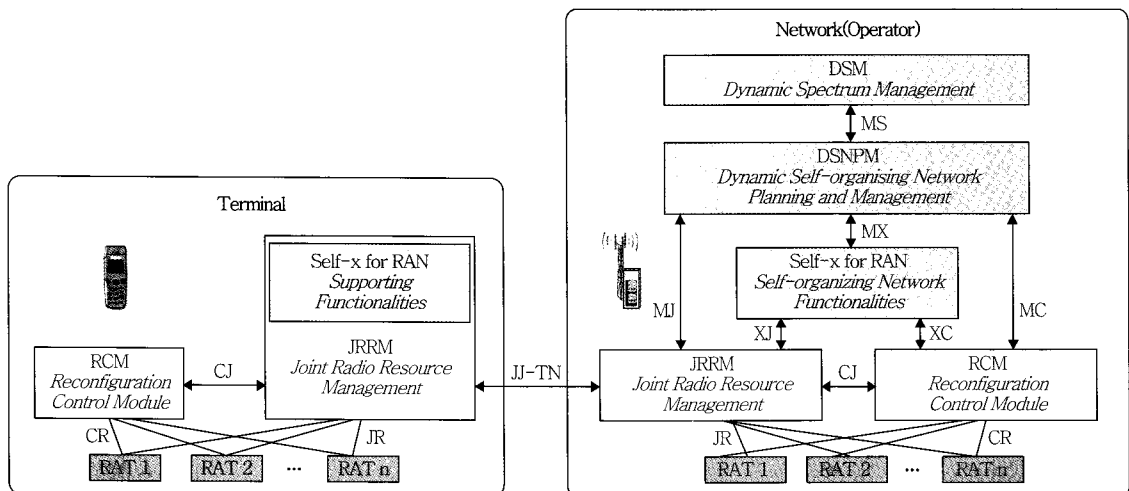 Network(Operator)
DSM
Dynamic Spectrum Management
MS
DSNPM
Dynamic Self-organising Network
Planning and Management
MX
Self-x for RAN
Self-organizing Network
Functionalities
MJ
MC
XJ
XC
JRRM
Joint Radio Resource
Management
CJ
RCM
Reconfiguration
Control Module
JR
CR
RAT 1
RAT 2
...
RAT n
Terminal
Self-x for RAN
Supporting
Functionalities
JRRM
Joint Radio Resource
Management
RCM
Reconfiguration
Control Module
CJ
JJ-TN
CR
JR
RAT 1
RAT 2
...
RAT n